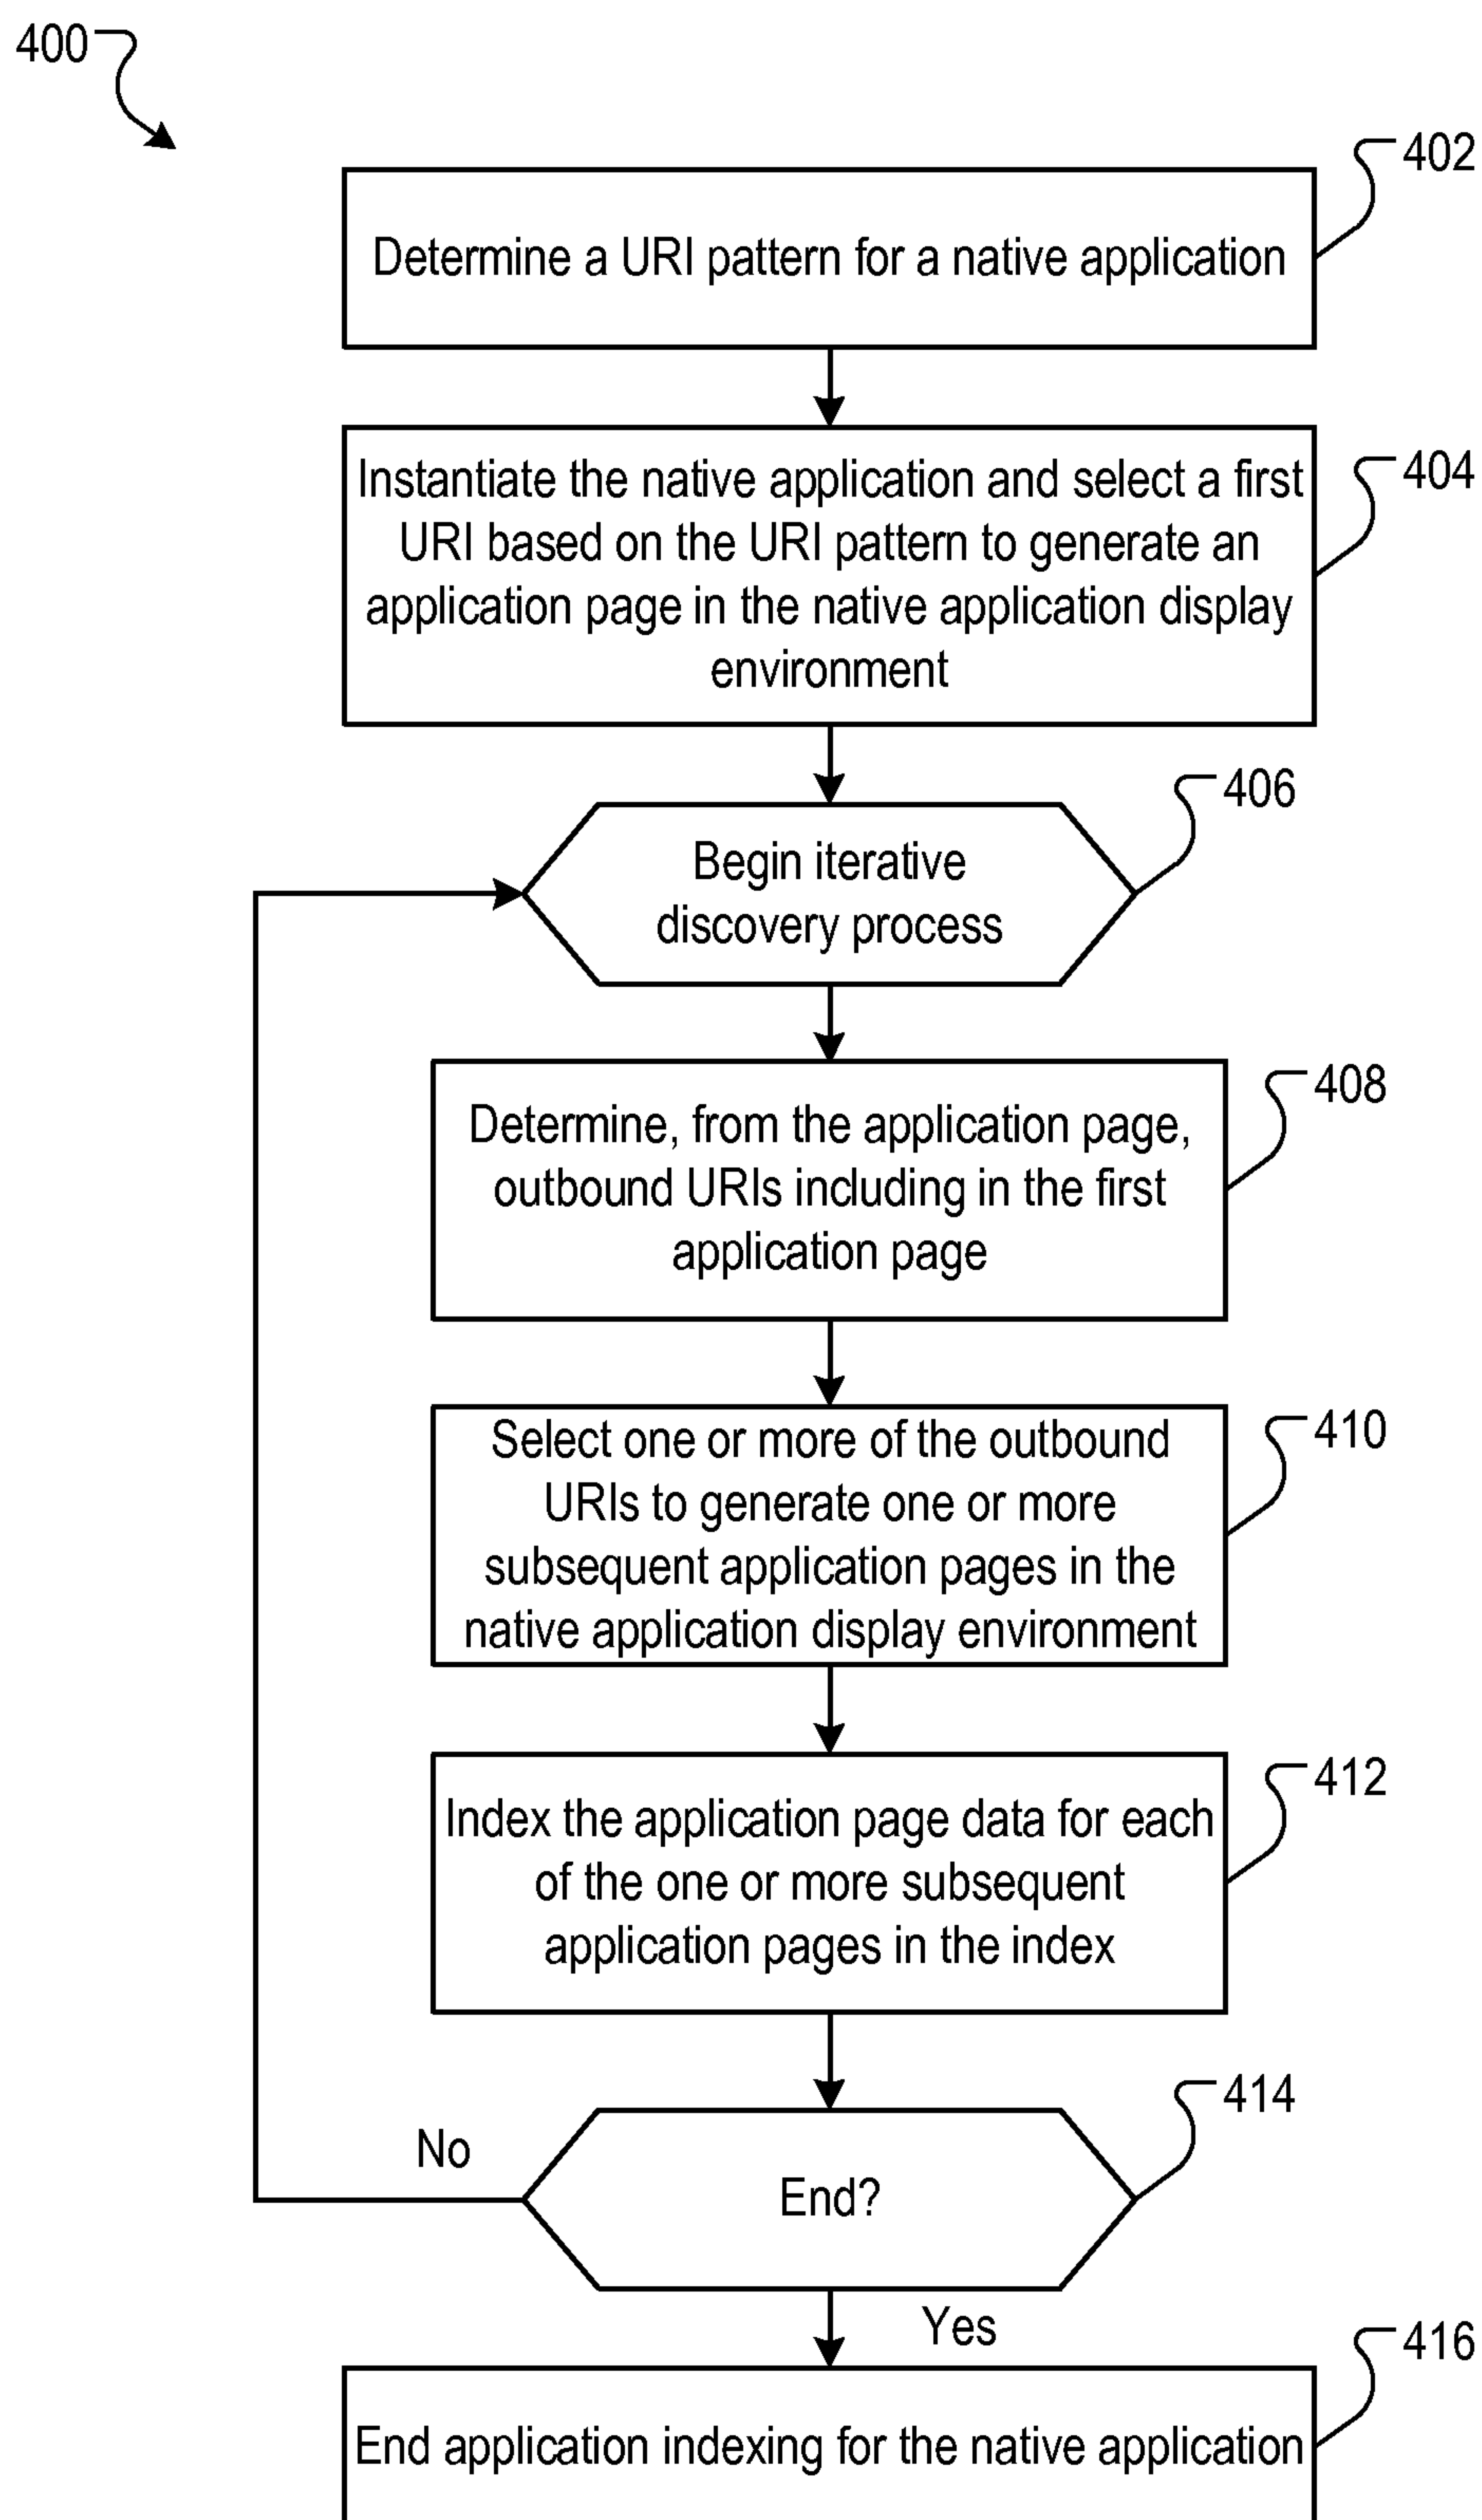 400
402
Determine a URI pattern for a native application
404
Instantiate the native application and select a first
URI based on the URI pattern to generate an
application page in the native application display
environment
406
Begin iterative
discovery process
408
Determine, from the application page,
outbound URIs including in the first
application page
410
Select one or more of the outbound
URIs to generate one or more
subsequent application pages in the
native application display environment
412
Index the application page data for each
of the one or more subsequent
application pages in the index
414
No
End?
Yes
416
End application indexing for the native application